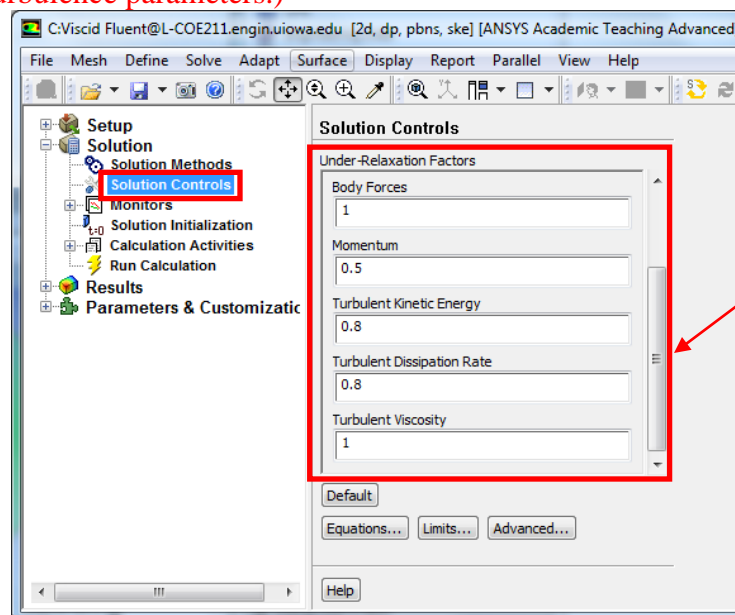 urbulence parameters.)
C:Viscid Fluent@L-COE211.engin.uiowa.edu [2d, dp, pbns, ske] [ANSYS Academic Teaching Advanced
File Mesh Define Solve Adapt Surface Display Report Parallel View Help
Setup
Solution
Solution Methods
Solution Controls
Monitors
t=0 Solution Initialization
Calculation Activities
Run Calculation
Results
Parameters & Customizatic
Solution Controls
Under-Relaxation Factors
Body Forces
1
Momentum
0.5
Turbulent Kinetic Energy
0.8
Turbulent Dissipation Rate
0.8
Turbulent Viscosity
1
Default
Equations... Limits... Advanced...
Help